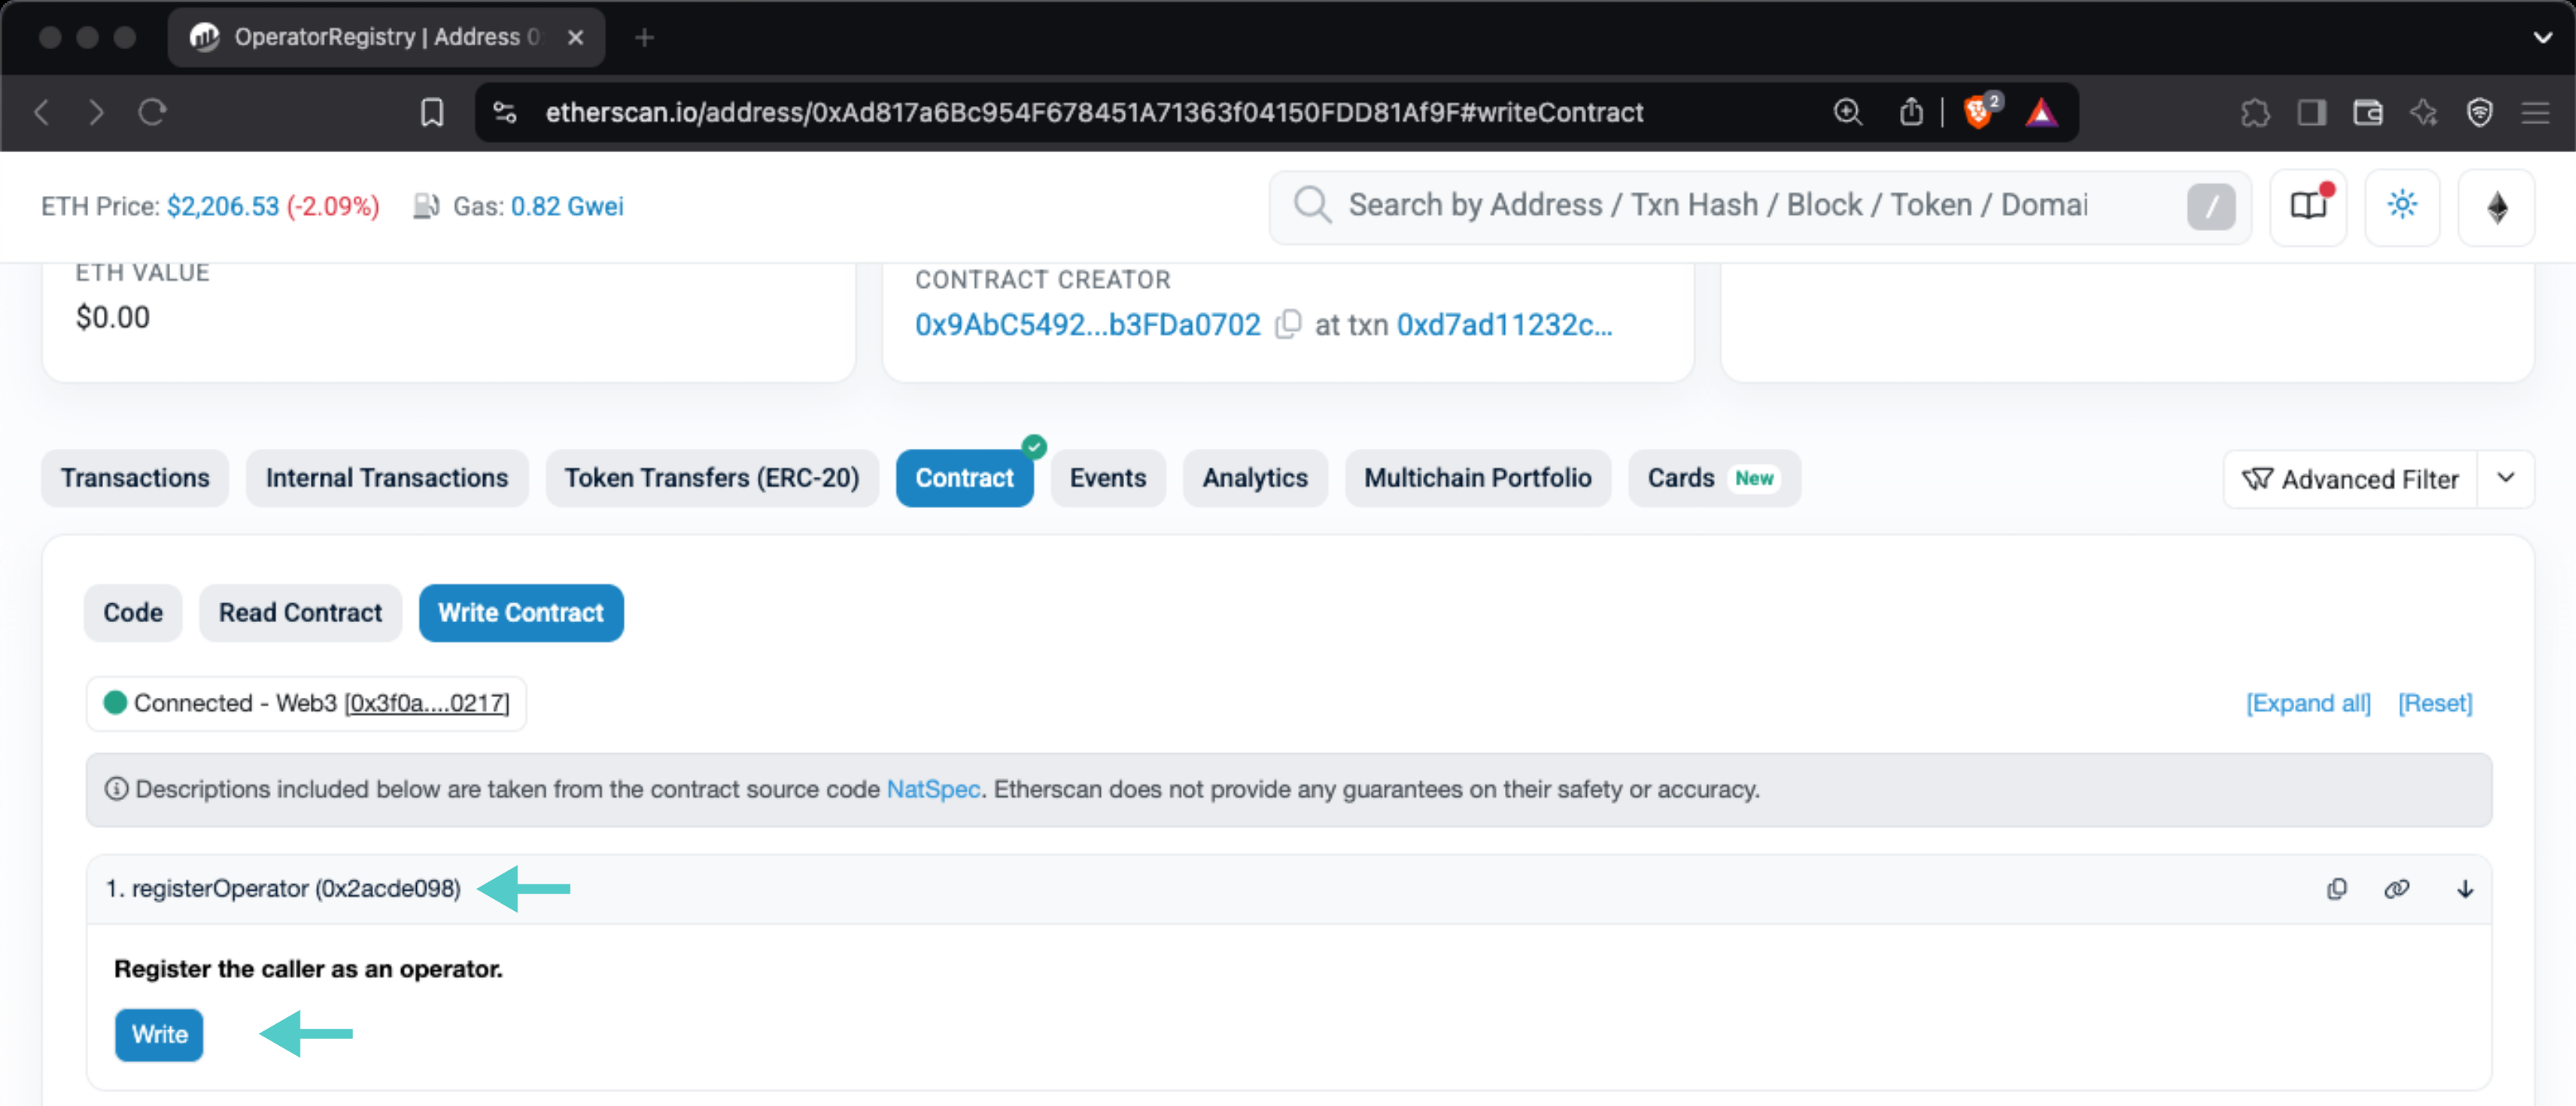 OperatorRegistry | Address 0
etherscan.io/address/0xAd817a6Bc954F678451A71363f04150FDD81Af9F#writeContract
2
ETH Price: $2,206.53 (-2.09%) Gas: 0.82 Gwei
Search by Address / Txn Hash / Block / Token / Domai
/
ETH VALUE
$0.00
CONTRACT CREATOR
0x9AbC5492...b3FDa0702 at txn 0xd7ad11232c...
Transactions Internal Transactions Token Transfers (ERC-20) Contract Events Analytics Multichain Portfolio Cards New Advanced Filter
Code Read Contract Write Contract
Connected - Web3 [0x3f0a....0217] [Expand all] [Reset]
Descriptions included below are taken from the contract source code NatSpec. Etherscan does not provide any guarantees on their safety or accuracy.
1. registerOperator (0x2acde098)
Register the caller as an operator.
Write